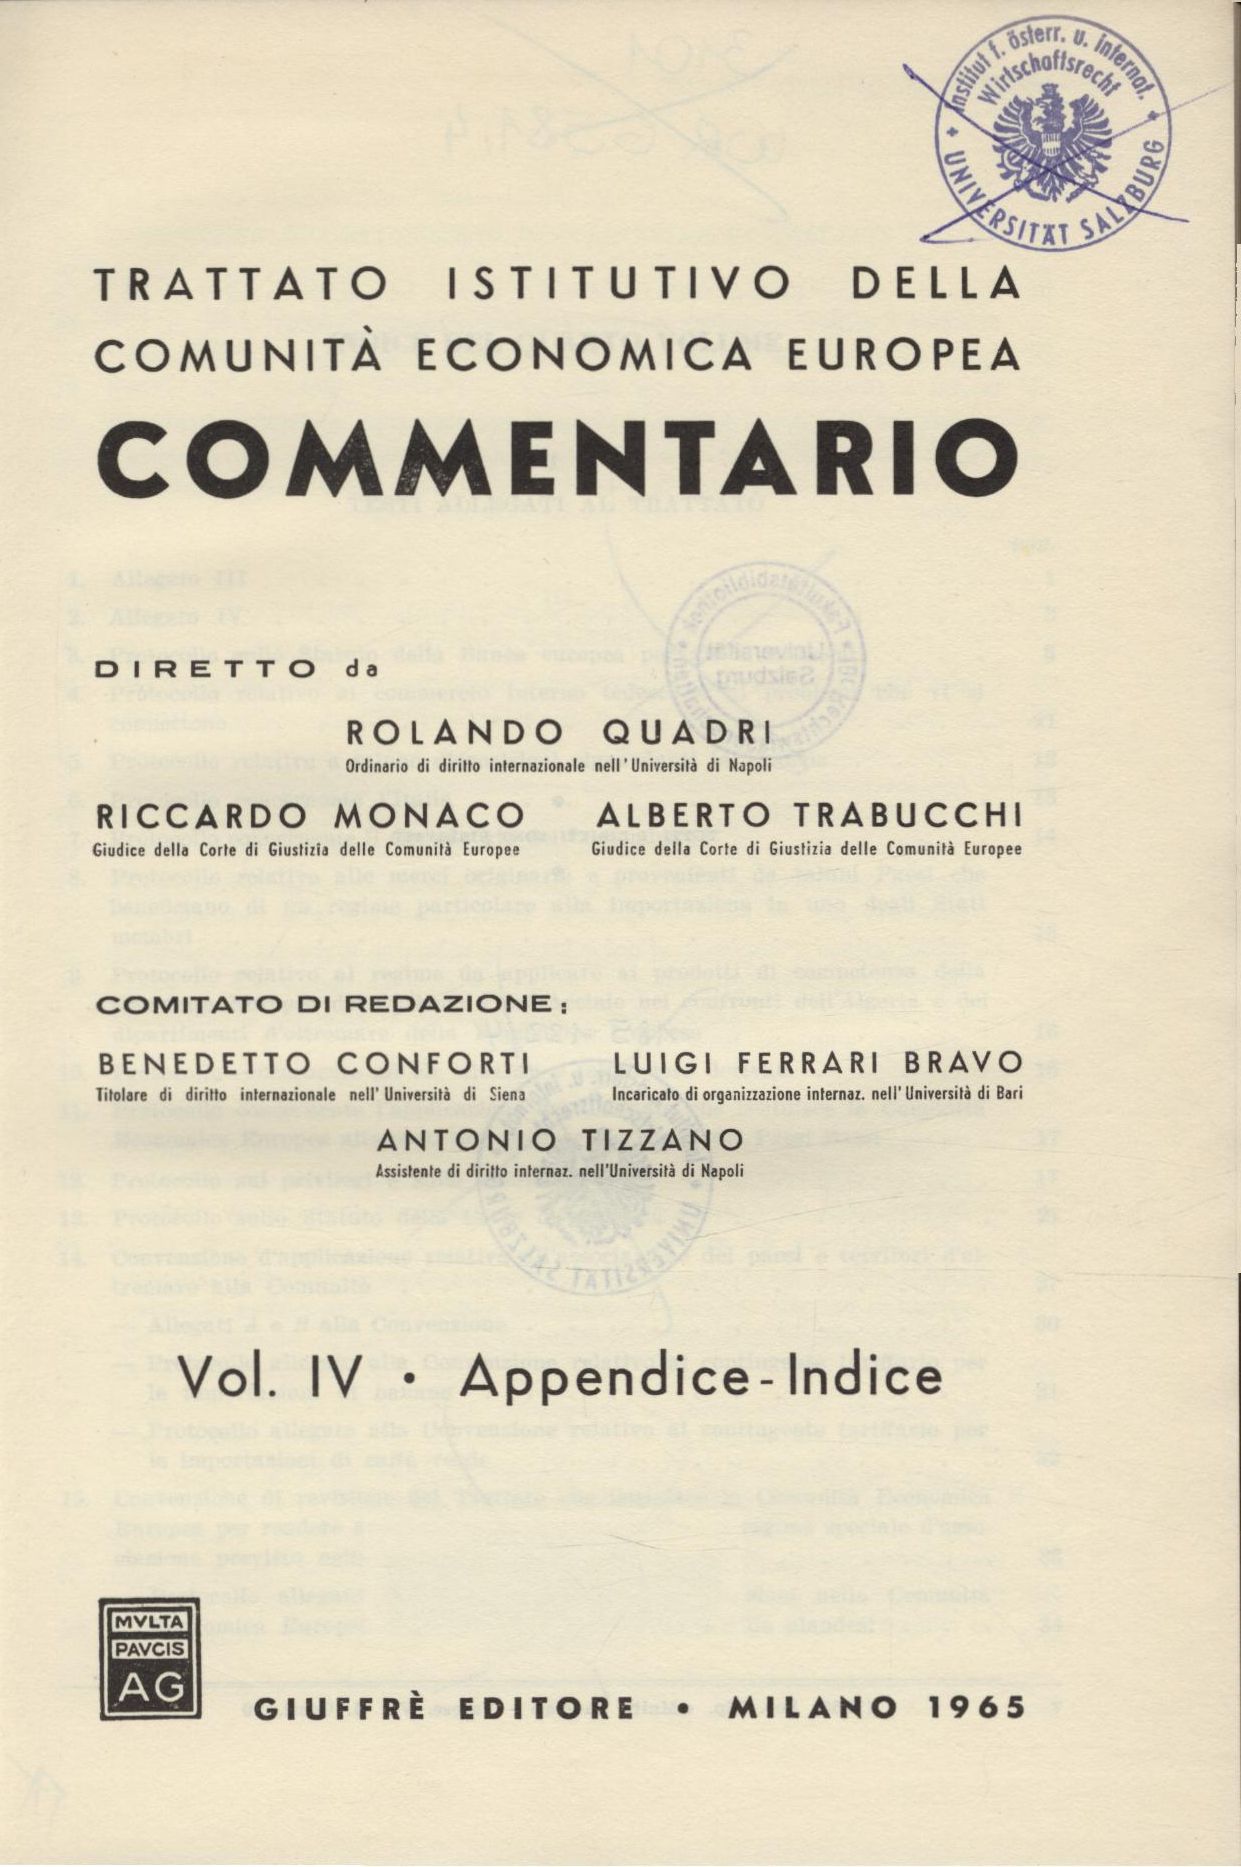 Institut f. österr. u. internat.
Wirtschaftsrecht
UNIVERSITÄT SALZBURG
TRATTATO ISTITUTIVO DELLA
COMUNITÀ ECONOMICA EUROPEA
COMMENTARIO
DIRETTO da
ROLANDO QUADRI
Ordinario di diritto internazionale nell'Università di Napoli
RICCARDO MONACO ALBERTO TRABUCCHI
Giudice della Corte di Giustizia delle Comunità Europee Giudice della Corte di Giustizia delle Comunità Europee
COMITATO DI REDAZIONE:
BENEDETTO CONFORTI LUIGI FERRARI BRAVO
Titolare di diritto internazionale nell'Università di Siena Incaricato di organizzazione internaz. nell'Università di Bari
ANTONIO TIZZANO
Assistente di diritto internaz. nell'Università di Napoli
Vol. IV • Appendice - Indice
MVLTA
PAVCIS
AG
GIUFFRÈ EDITORE • MILANO 1965